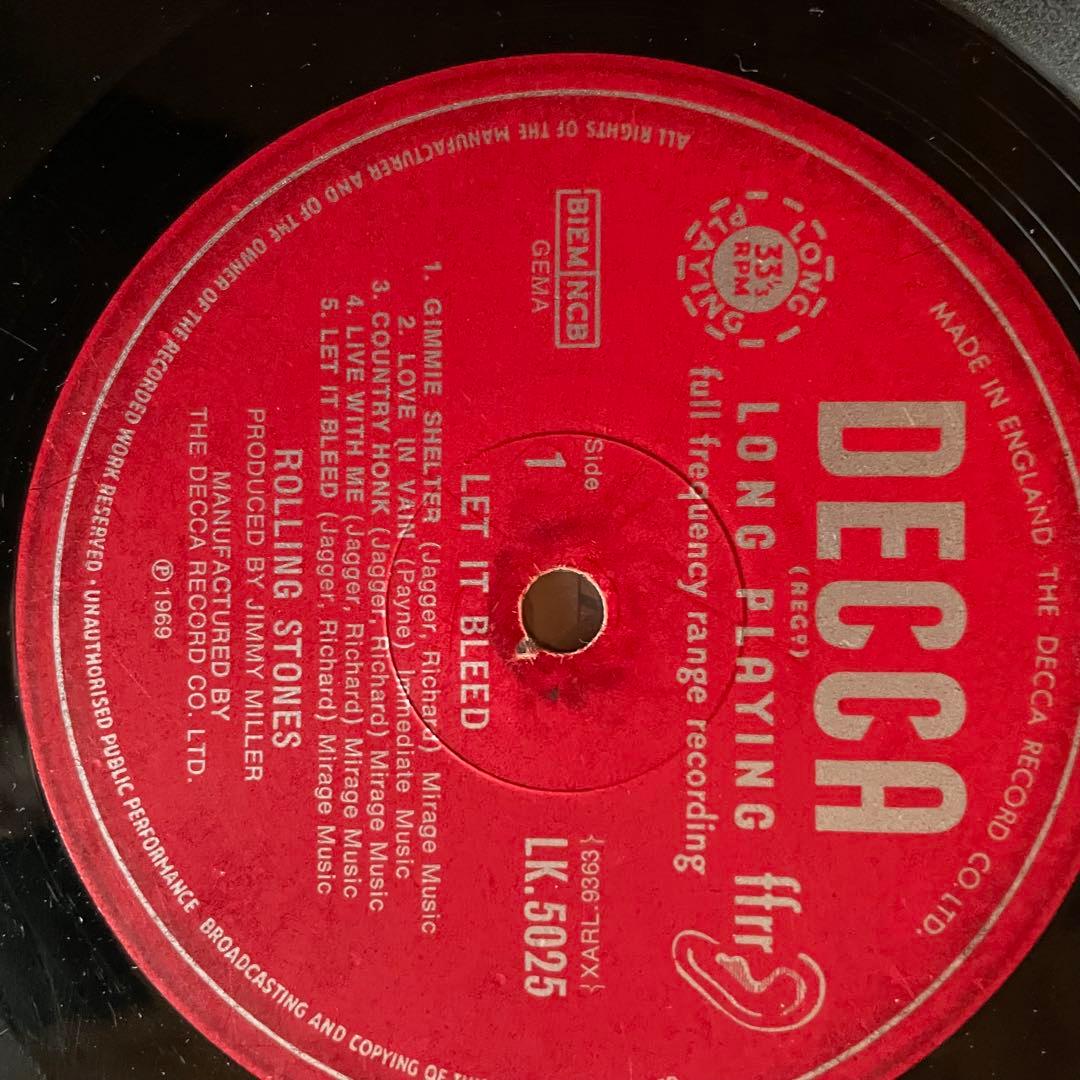 MADE IN ENGLAND THE DECCA RECORD CO. LTD.
DECCA
(REGD)
LONG PLAYING
33⅓
RPM
LONG PLAYING ffrr
full frequency range recording
BIEM NCB
GEMA
Side
1
{XARL.9363}
LK.5025
LET IT BLEED
1. GIMMIE SHELTER (Jagger, Richard) Mirage Music
2. LOVE IN VAIN (Payne) Immediate Music
3. COUNTRY HONK (Jagger, Richard) Mirage Music
4. LIVE WITH ME (Jagger, Richard) Mirage Music
5. LET IT BLEED (Jagger, Richard) Mirage Music
ROLLING STONES
PRODUCED BY JIMMY MILLER
MANUFACTURED BY
THE DECCA RECORD CO. LTD.
℗ 1969
ALL RIGHTS OF THE MANUFACTURER AND OF THE OWNER OF THE RECORDED WORK RESERVED · UNAUTHORISED PUBLIC PERFORMANCE BROADCASTING AND COPYING OF